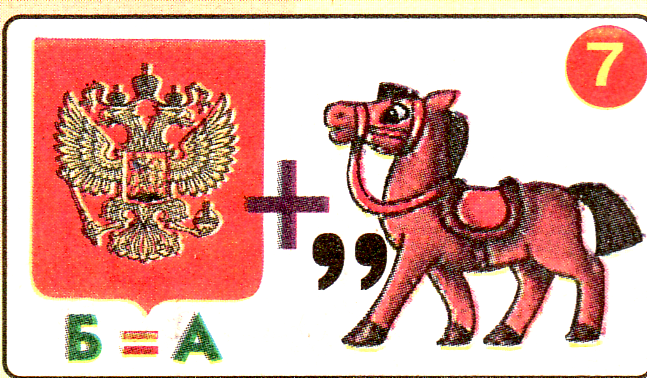 7
+ ,,
Б = А